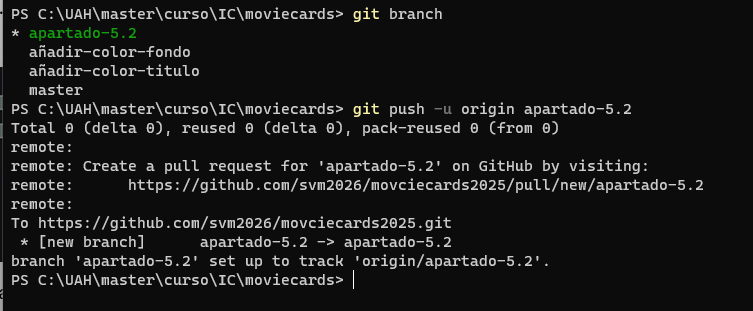 PS C:\UAH\master\curso\IC\moviecards> git branch
* apartado-5.2
  añadir-color-fondo
  añadir-color-titulo
  master
PS C:\UAH\master\curso\IC\moviecards> git push -u origin apartado-5.2
Total 0 (delta 0), reused 0 (delta 0), pack-reused 0 (from 0)
remote:
remote: Create a pull request for 'apartado-5.2' on GitHub by visiting:
remote:      https://github.com/svm2026/movciecards2025/pull/new/apartado-5.2
remote:
To https://github.com/svm2026/movciecards2025.git
 * [new branch]      apartado-5.2 -> apartado-5.2
branch 'apartado-5.2' set up to track 'origin/apartado-5.2'.
PS C:\UAH\master\curso\IC\moviecards>